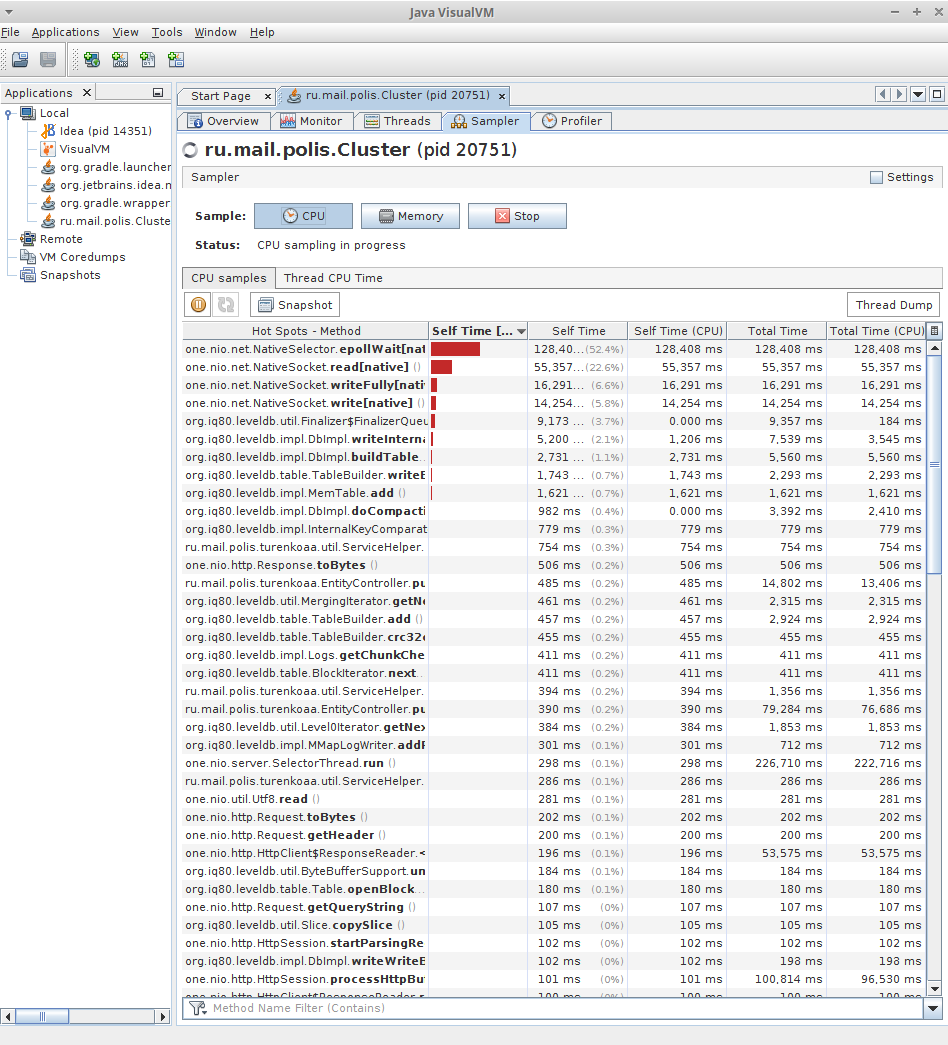 Java VisualVM
File Applications View Tools Window Help
Applications
Local
Idea (pid 14351)
VisualVM
org.gradle.launcher
org.jetbrains.idea.n
org.gradle.wrapper
ru.mail.polis.Cluste
Remote
VM Coredumps
Snapshots
Start Page ru.mail.polis.Cluster (pid 20751)
Overview Monitor Threads Sampler Profiler
ru.mail.polis.Cluster (pid 20751)
Sampler Settings
Sample: CPU Memory Stop
Status: CPU sampling in progress
CPU samples Thread CPU Time
Snapshot Thread Dump
Hot Spots - Method Self Time [... Self Time Self Time (CPU) Total Time Total Time (CPU)
one.nio.net.NativeSelector.epollWait[nat 128,40... (52.4%) 128,408 ms 128,408 ms 128,408 ms
one.nio.net.NativeSocket.read[native] () 55,357... (22.6%) 55,357 ms 55,357 ms 55,357 ms
one.nio.net.NativeSocket.writeFully[nati 16,291... (6.6%) 16,291 ms 16,291 ms 16,291 ms
one.nio.net.NativeSocket.write[native] () 14,254... (5.8%) 14,254 ms 14,254 ms 14,254 ms
org.iq80.leveldb.util.Finalizer$FinalizerQueu 9,173 ... (3.7%) 0.000 ms 9,357 ms 184 ms
org.iq80.leveldb.impl.DbImpl.writeInterna 5,200 ... (2.1%) 1,206 ms 7,539 ms 3,545 ms
org.iq80.leveldb.impl.DbImpl.buildTable 2,731 ... (1.1%) 2,731 ms 5,560 ms 5,560 ms
org.iq80.leveldb.table.TableBuilder.writeB 1,743 ... (0.7%) 1,743 ms 2,293 ms 2,293 ms
org.iq80.leveldb.impl.MemTable.add () 1,621 ... (0.7%) 1,621 ms 1,621 ms 1,621 ms
org.iq80.leveldb.impl.DbImpl.doCompacti 982 ms (0.4%) 0.000 ms 3,392 ms 2,410 ms
org.iq80.leveldb.impl.InternalKeyComparat 779 ms (0.3%) 779 ms 779 ms 779 ms
ru.mail.polis.turenkoaa.util.ServiceHelper. 754 ms (0.3%) 754 ms 754 ms 754 ms
one.nio.http.Response.toBytes () 506 ms (0.2%) 506 ms 506 ms 506 ms
ru.mail.polis.turenkoaa.EntityController.pu 485 ms (0.2%) 485 ms 14,802 ms 13,406 ms
org.iq80.leveldb.util.MergingIterator.getN 461 ms (0.2%) 461 ms 2,315 ms 2,315 ms
org.iq80.leveldb.table.TableBuilder.add () 457 ms (0.2%) 457 ms 2,924 ms 2,924 ms
org.iq80.leveldb.table.TableBuilder.crc32c 455 ms (0.2%) 455 ms 455 ms 455 ms
org.iq80.leveldb.impl.Logs.getChunkChe 411 ms (0.2%) 411 ms 411 ms 411 ms
org.iq80.leveldb.table.BlockIterator.next 411 ms (0.2%) 411 ms 411 ms 411 ms
ru.mail.polis.turenkoaa.util.ServiceHelper. 394 ms (0.2%) 394 ms 1,356 ms 1,356 ms
ru.mail.polis.turenkoaa.EntityController.pu 390 ms (0.2%) 390 ms 79,284 ms 76,686 ms
org.iq80.leveldb.util.Level0Iterator.getNex 384 ms (0.2%) 384 ms 1,853 ms 1,853 ms
org.iq80.leveldb.impl.MMapLogWriter.addR 301 ms (0.1%) 301 ms 712 ms 712 ms
one.nio.server.SelectorThread.run () 298 ms (0.1%) 298 ms 226,710 ms 222,716 ms
ru.mail.polis.turenkoaa.util.ServiceHelper. 286 ms (0.1%) 286 ms 286 ms 286 ms
one.nio.util.Utf8.read () 281 ms (0.1%) 281 ms 281 ms 281 ms
one.nio.http.Request.toBytes () 202 ms (0.1%) 202 ms 202 ms 202 ms
one.nio.http.Request.getHeader () 200 ms (0.1%) 200 ms 200 ms 200 ms
one.nio.http.HttpClient$ResponseReader.< 196 ms (0.1%) 196 ms 53,575 ms 53,575 ms
org.iq80.leveldb.util.ByteBufferSupport.un 184 ms (0.1%) 184 ms 184 ms 184 ms
org.iq80.leveldb.table.Table.openBlock 180 ms (0.1%) 180 ms 180 ms 180 ms
one.nio.http.Request.getQueryString () 107 ms (0%) 107 ms 107 ms 107 ms
org.iq80.leveldb.util.Slice.copySlice () 105 ms (0%) 105 ms 105 ms 105 ms
one.nio.http.HttpSession.startParsingRe 102 ms (0%) 102 ms 102 ms 102 ms
org.iq80.leveldb.impl.DbImpl.writeWriteB 102 ms (0%) 102 ms 198 ms 198 ms
one.nio.http.HttpSession.processHttpBuf 101 ms (0%) 101 ms 100,814 ms 96,530 ms
Method Name Filter (Contains)